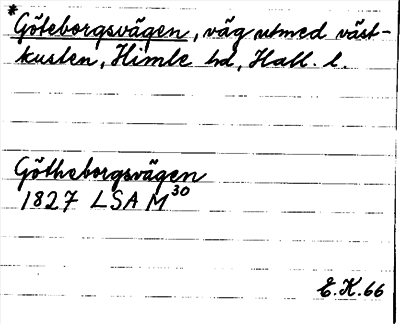 *Göteborgsvägen, väg utmed väst-
kusten, Himle hd, Hall. l.
Götheborgsvägen
1827 LSA M30
E.K.66